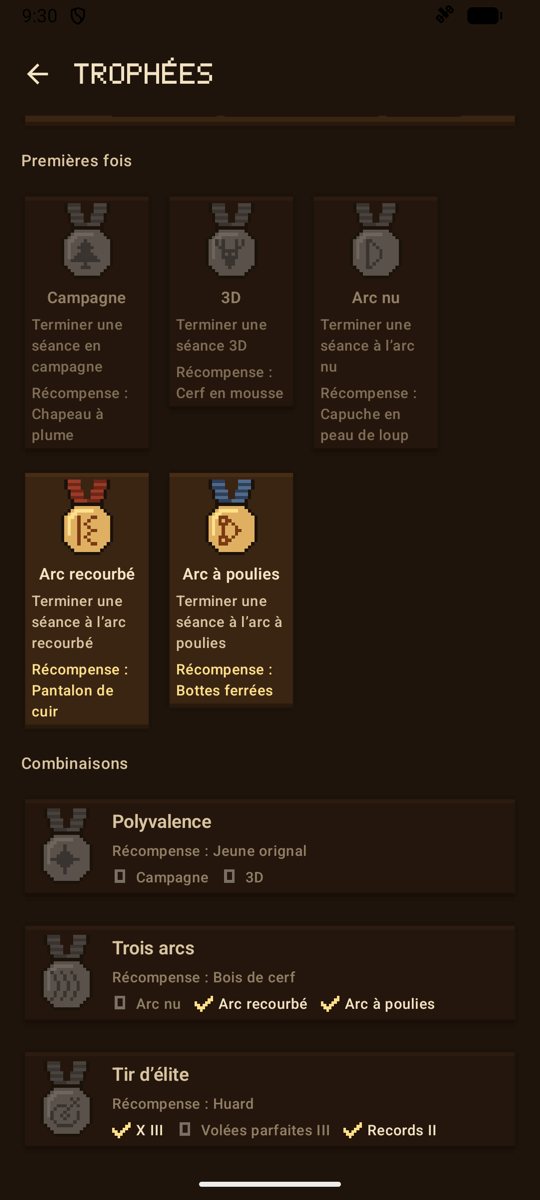 9:30
TROPHÉES
Premières fois
Campagne
Terminer une
séance en
campagne
Récompense :
Chapeau à
plume
3D
Terminer une
séance 3D
Récompense :
Cerf en mousse
Arc nu
Terminer une
séance à l’arc
nu
Récompense :
Capuche en
peau de loup
Arc recourbé
Terminer une
séance à l’arc
recourbé
Récompense :
Pantalon de
cuir
Arc à poulies
Terminer une
séance à l’arc à
poulies
Récompense :
Bottes ferrées
Combinaisons
Polyvalence
Récompense : Jeune orignal
Campagne 3D
Trois arcs
Récompense : Bois de cerf
Arc nu Arc recourbé Arc à poulies
Tir d’élite
Récompense : Huard
X III Volées parfaites III Records II